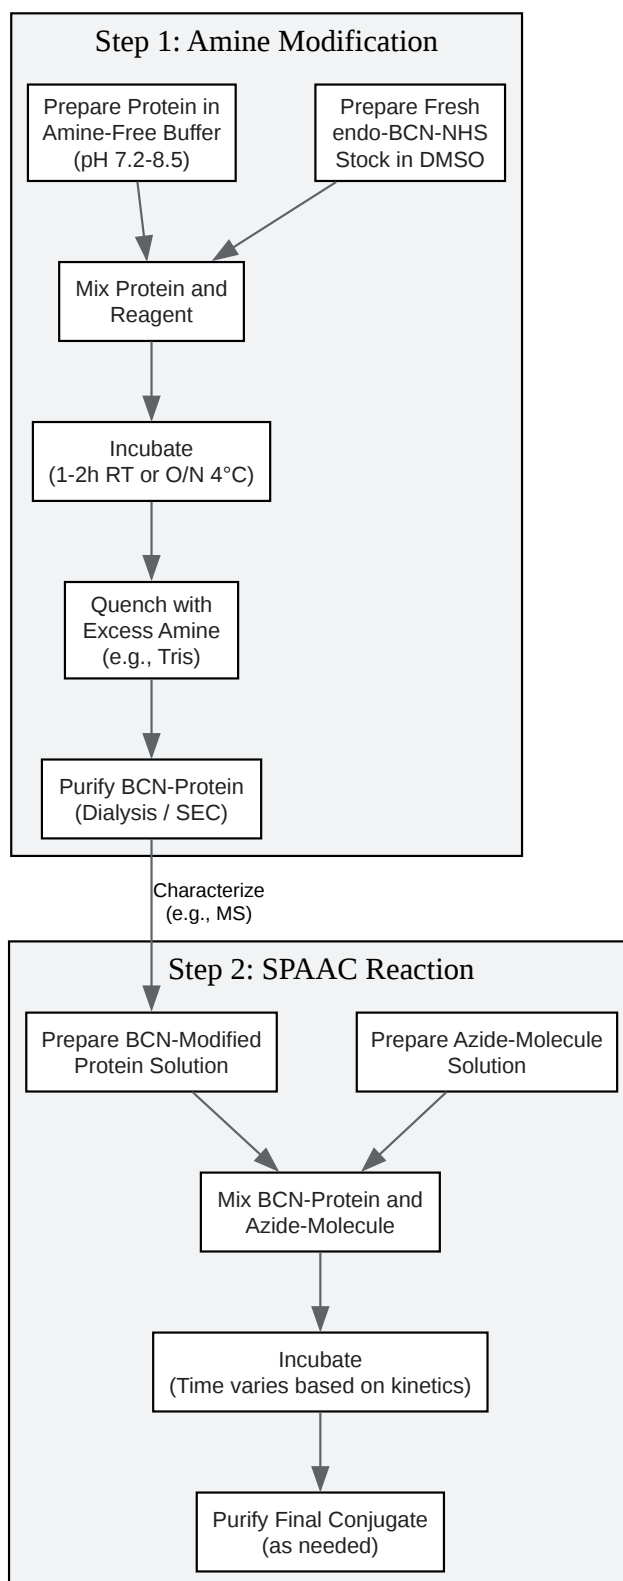 Step 1: Amine Modification
Prepare Protein in
Amine-Free Buffer
(pH 7.2-8.5)
Prepare Fresh
endo-BCN-NHS
Stock in DMSO
Mix Protein and
Reagent
Incubate
(1-2h RT or O/N 4°C)
Quench with
Excess Amine
(e.g., Tris)
Purify BCN-Protein
(Dialysis / SEC)
Characterize
(e.g., MS)
Step 2: SPAAC Reaction
Prepare BCN-Modified
Protein Solution
Prepare Azide-Molecule
Solution
Mix BCN-Protein and
Azide-Molecule
Incubate
(Time varies based on kinetics)
Purify Final Conjugate
(as needed)